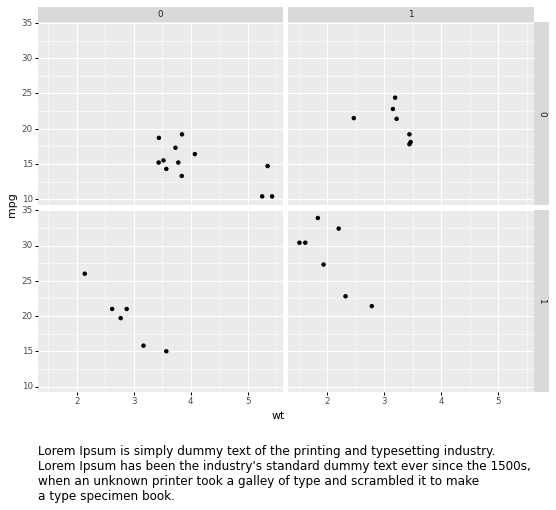 0 1
35
30
25
20
15
10
0
mpg
35
30
25
20
15
10
1
2 3 4 5 2 3 4 5
wt
Lorem Ipsum is simply dummy text of the printing and typesetting industry.
Lorem Ipsum has been the industry's standard dummy text ever since the 1500s,
when an unknown printer took a galley of type and scrambled it to make
a type specimen book.